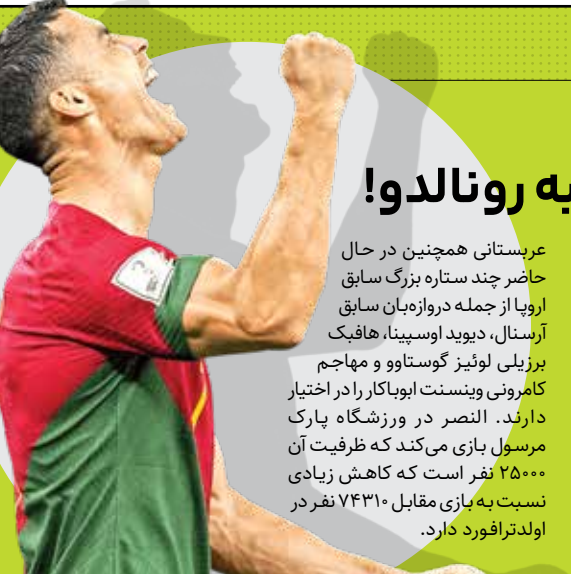 به رونالدو!
عربستانی همچنین در حال
حاضر چند ستاره بزرگ سابق
اروپا از جمله دروازه‌بان سابق
آرسنال، دیوید اوسپینا، هافبک
برزیلی لوئیز گوستاوو و مهاجم
کامرونی وینسنت ابوباکار را در اختیار
دارند. النصر در ورزشگاه پارک
مرسول بازی می‌کند که ظرفیت آن
۲۵۰۰۰ نفر است که کاهش زیادی
نسبت به بازی مقابل ۷۴۳۱۰ نفر در
اولدترافورد دارد.